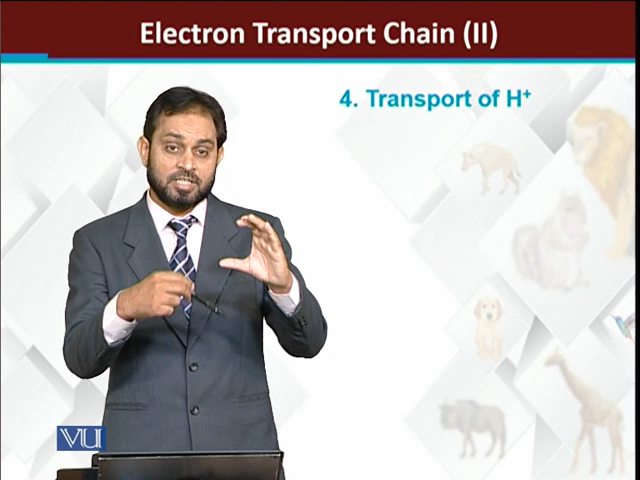 Electron Transport Chain (II)
4. Transport of H⁺
VU